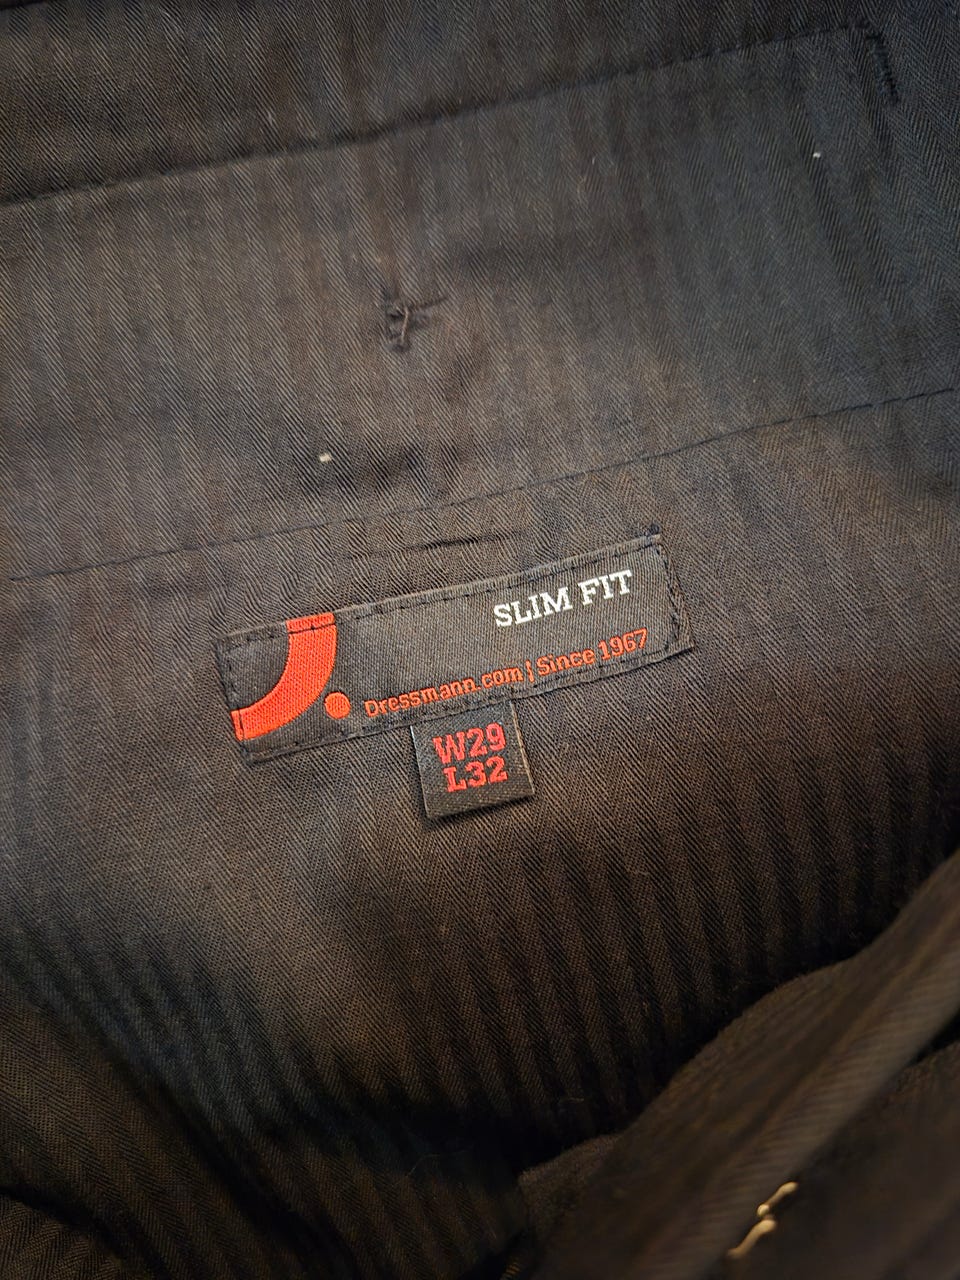 SLIM FIT
Dressmann.com | Since 1967
W29
L32